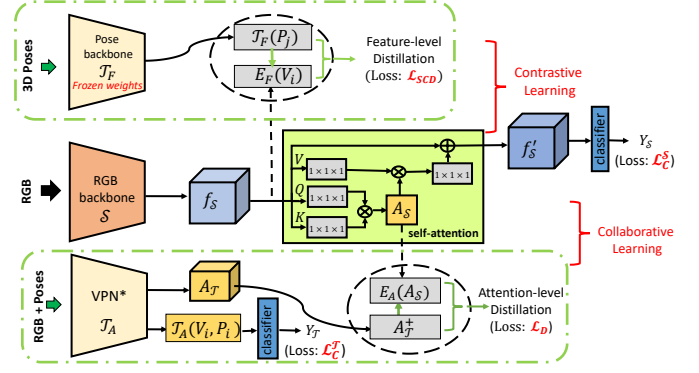 3D Poses
Pose
backbone
𝒯_F
Frozen weights
𝒯_F(P_j)
E_F(V_i)
Feature-level
Distillation
(Loss: ℒ_SCD)
Contrastive
Learning
RGB
RGB
backbone
𝒮
f_𝒮
V
1×1×1
Q
1×1×1
K
1×1×1
⊗
⊗
A_𝒮
1×1×1
⊕
self-attention
f′_𝒮
classifier
Y_𝒮
(Loss: ℒ_C^𝒮)
Collaborative
Learning
RGB + Poses
VPN*
𝒯_A
A_𝒯
𝒯_A(V_i, P_i)
classifier
Y_𝒯
(Loss: ℒ_C^𝒯)
E_A(A_𝒮)
A_𝒯^+
Attention-level
Distillation
(Loss: ℒ_D)